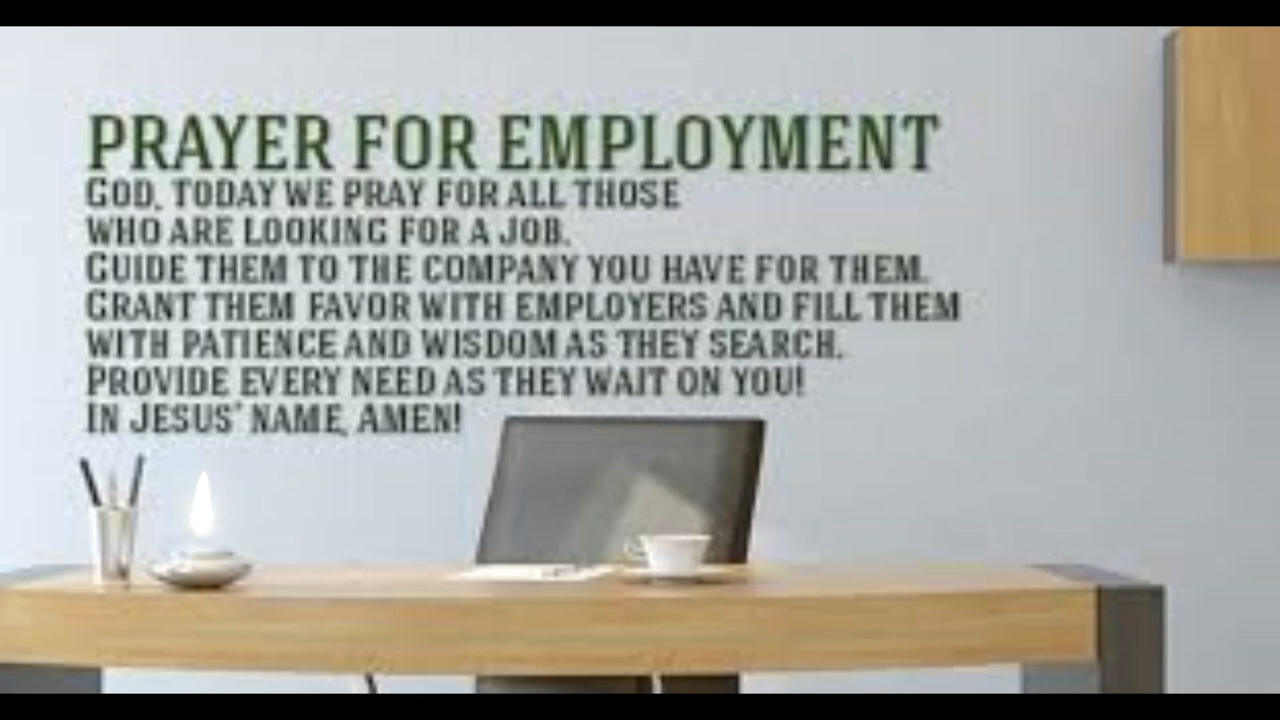 PRAYER FOR EMPLOYMENT
GOD, TODAY WE PRAY FOR ALL THOSE
WHO ARE LOOKING FOR A JOB.
GUIDE THEM TO THE COMPANY YOU HAVE FOR THEM.
GRANT THEM FAVOR WITH EMPLOYERS AND FILL THEM
WITH PATIENCE AND WISDOM AS THEY SEARCH.
PROVIDE EVERY NEED AS THEY WAIT ON YOU!
IN JESUS' NAME, AMEN!